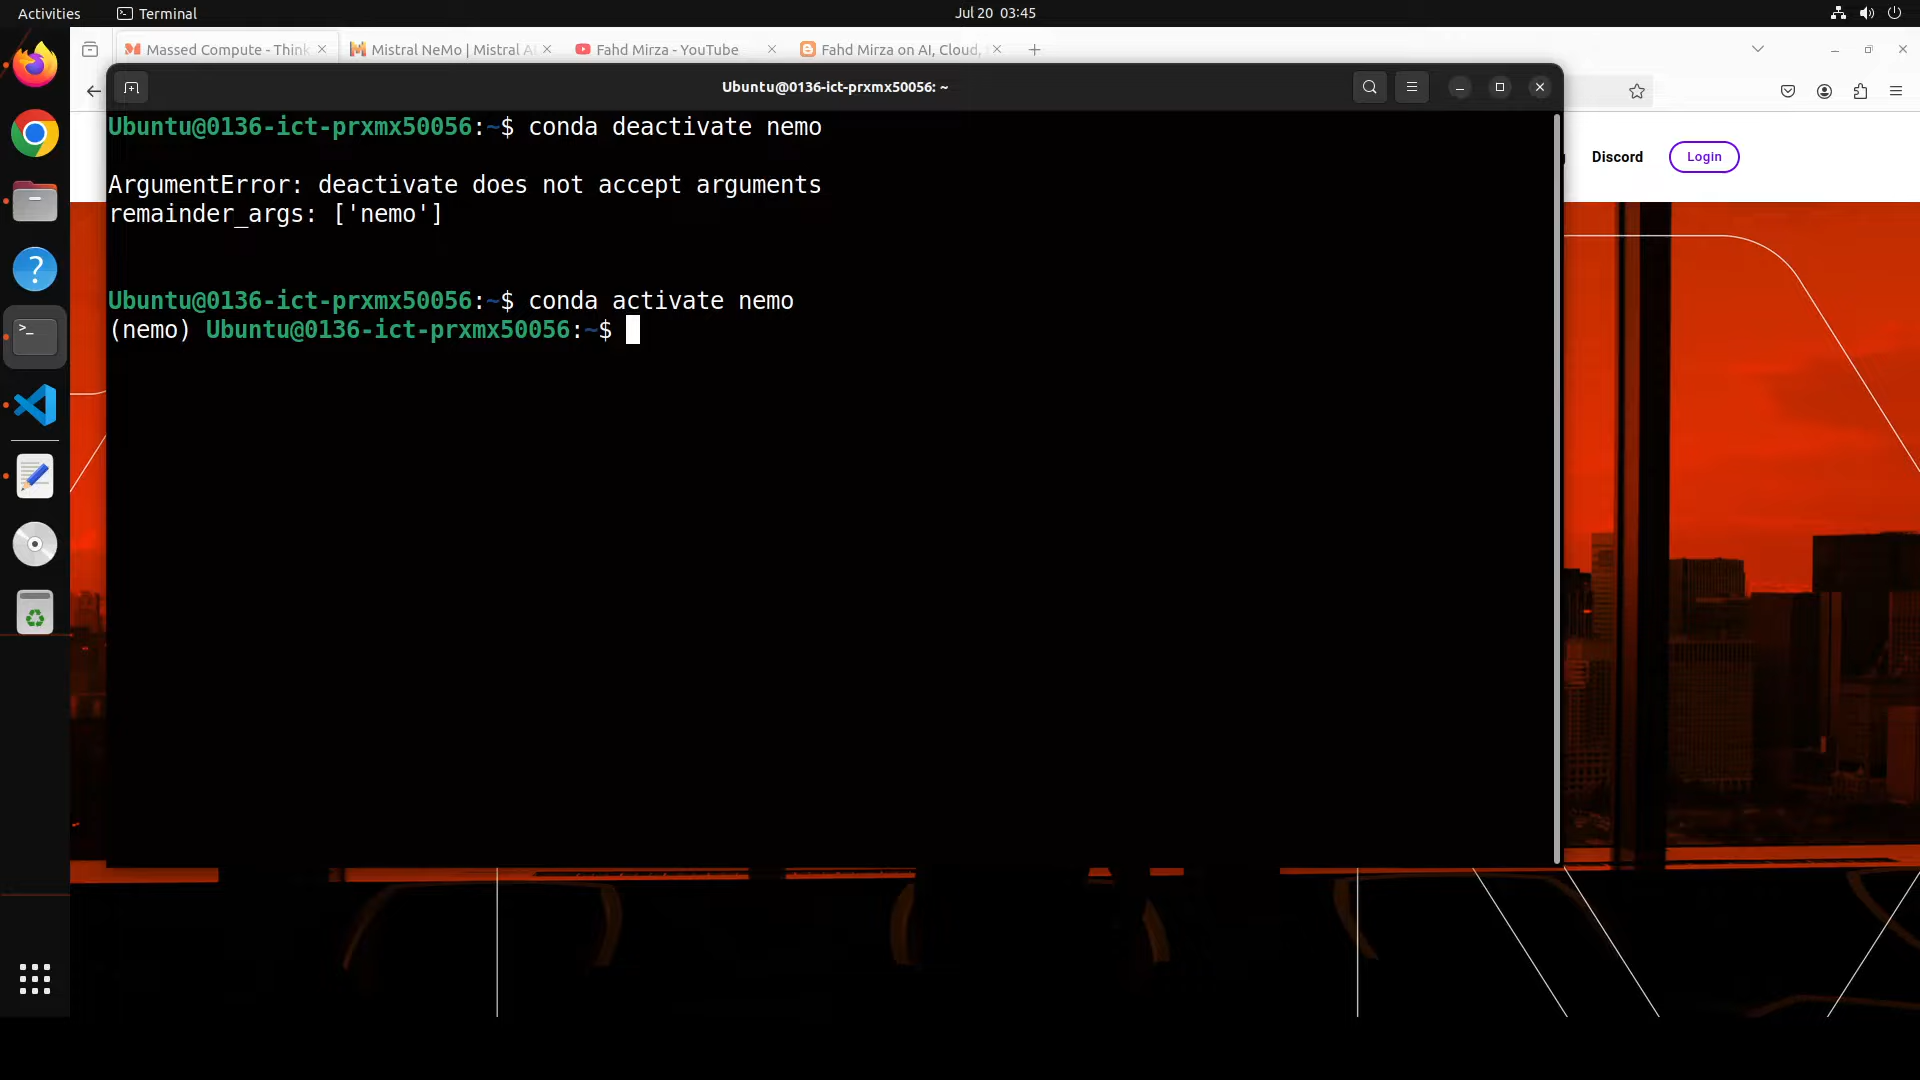 Activities
Terminal
Jul 20 03:45
Massed Compute - Think
Mistral NeMo | Mistral A
Fahd Mirza - YouTube
Fahd Mirza on AI, Cloud,
Ubuntu@0136-ict-prxmx50056: ~
Ubuntu@0136-ict-prxmx50056:~$ conda deactivate nemo
ArgumentError: deactivate does not accept arguments
remainder_args: ['nemo']
Ubuntu@0136-ict-prxmx50056:~$ conda activate nemo
(nemo) Ubuntu@0136-ict-prxmx50056:~$
Discord
Login